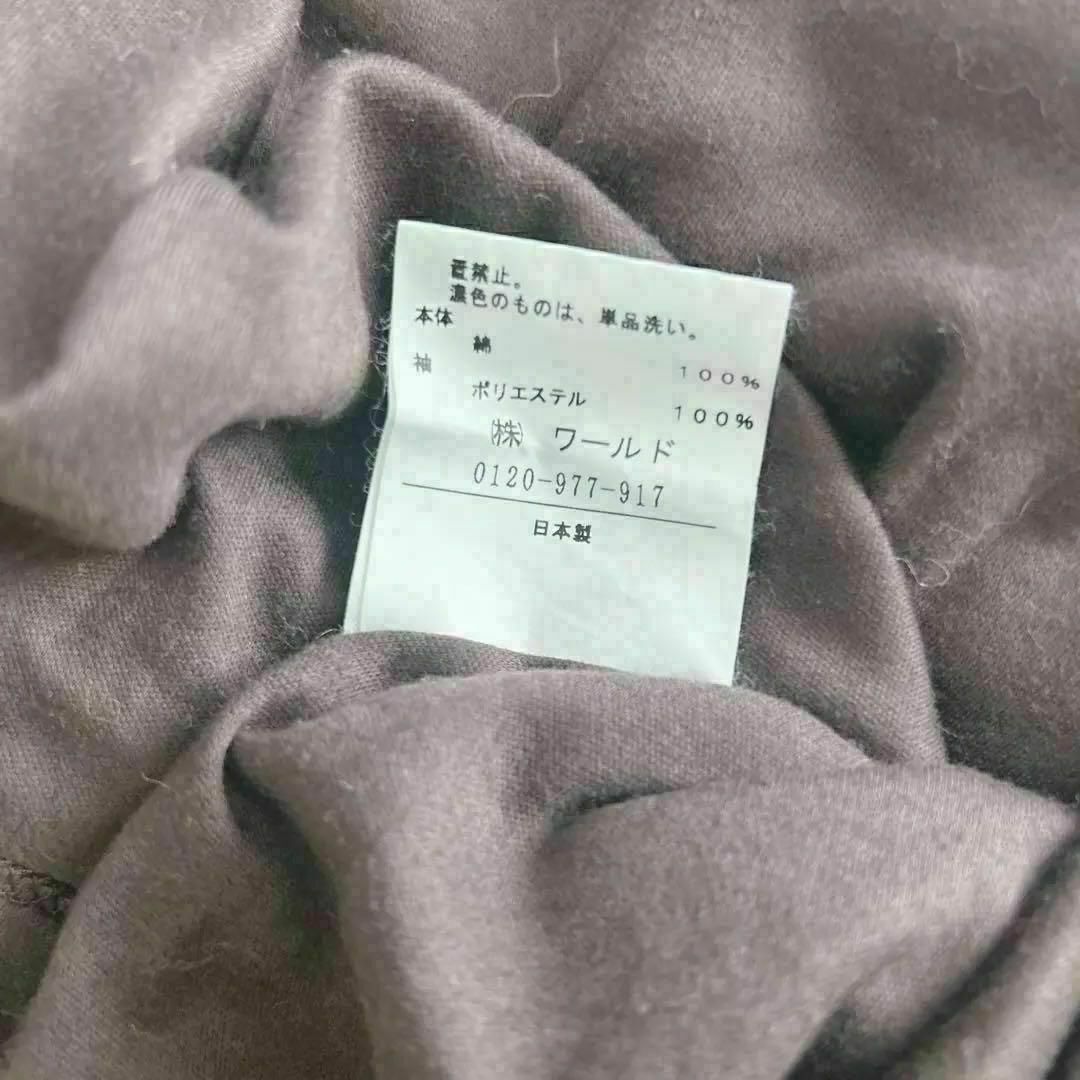 置禁止。
濃色のものは、単品洗い。
本体
綿 100%
袖
ポリエステル 100%
㈱ ワールド
0120-977-917
日本製